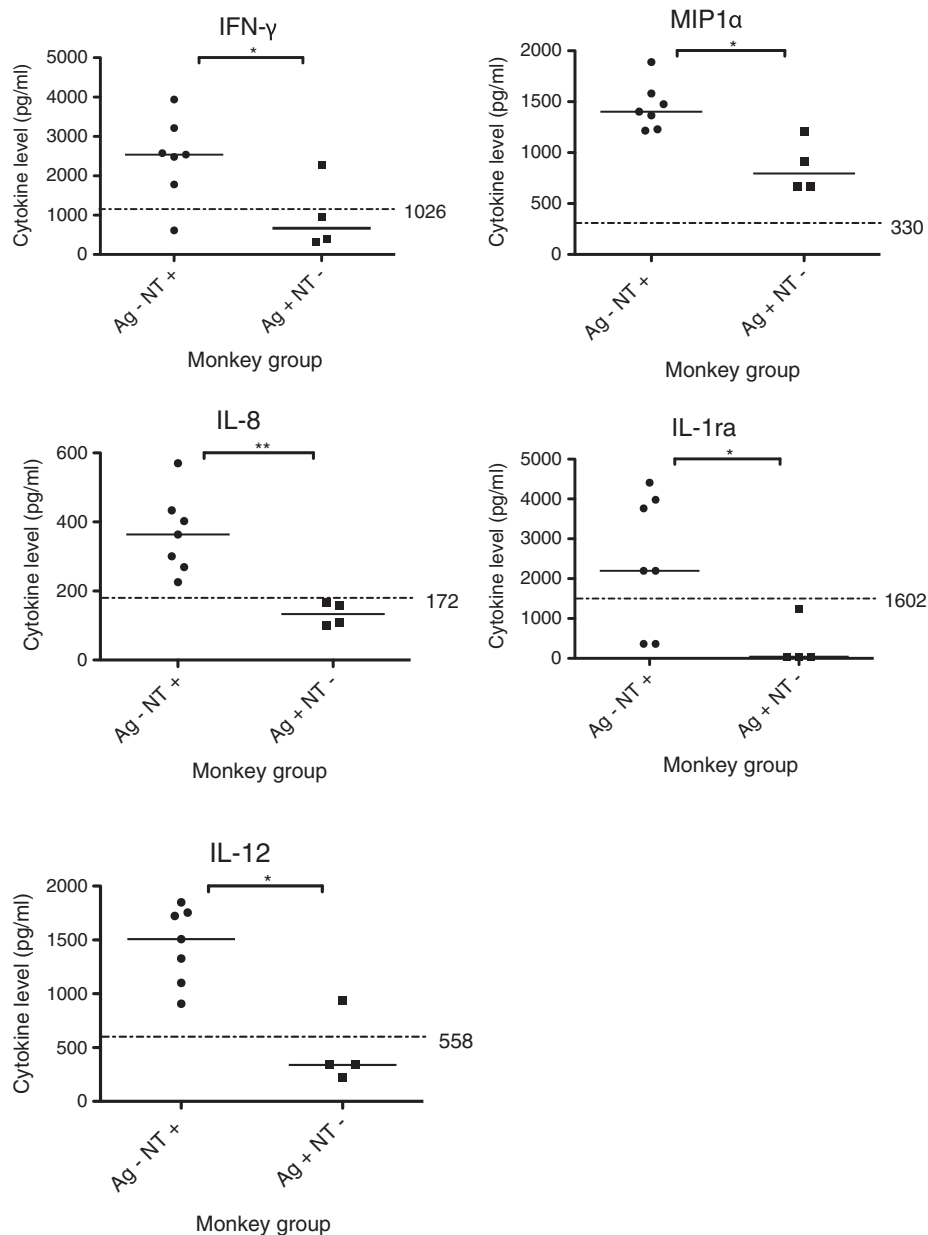 IFN-γ
*
Cytokine level (pg/ml)
5000
4000
3000
2000
1000
0
1026
Ag - NT +
Ag + NT -
Monkey group
MIP1α
*
Cytokine level (pg/ml)
2000
1500
1000
500
0
330
Ag - NT +
Ag + NT -
Monkey group
IL-8
**
Cytokine level (pg/ml)
600
400
200
0
172
Ag - NT +
Ag + NT -
Monkey group
IL-1ra
*
Cytokine level (pg/ml)
5000
4000
3000
2000
1000
0
1602
Ag - NT +
Ag + NT -
Monkey group
IL-12
*
Cytokine level (pg/ml)
2000
1500
1000
500
0
558
Ag - NT +
Ag + NT -
Monkey group